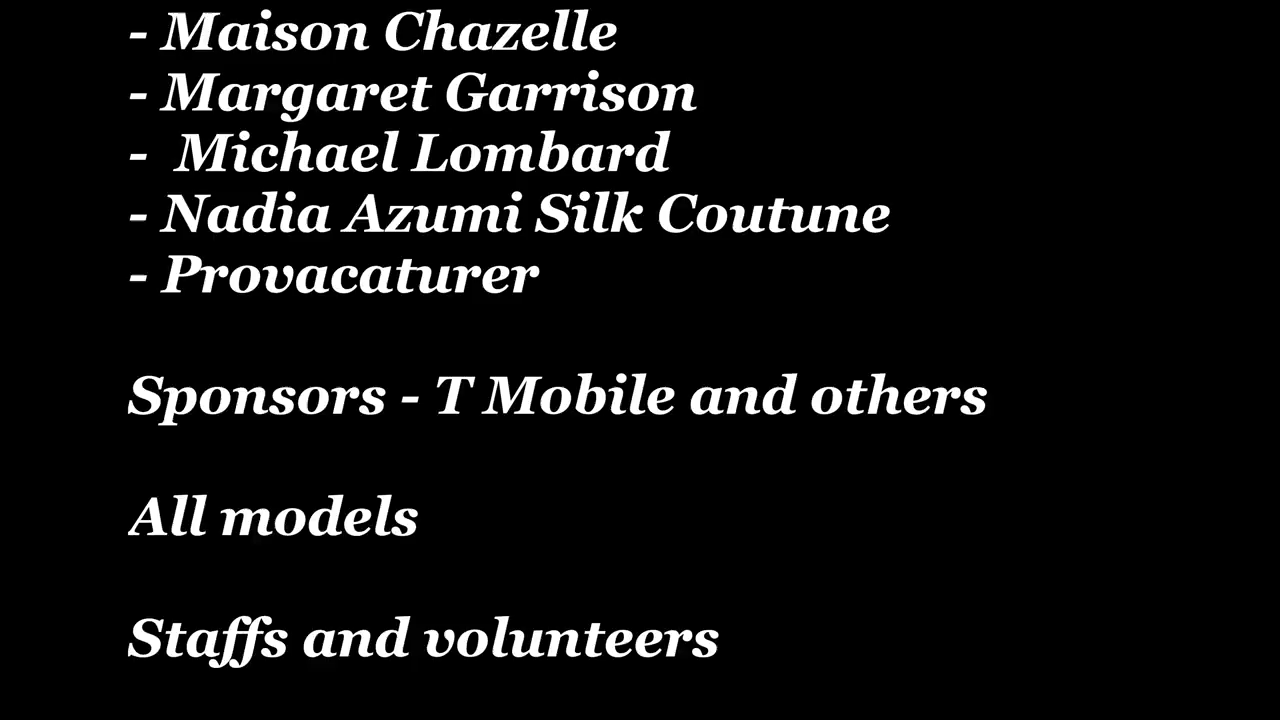 - Maison Chazelle
- Margaret Garrison
-  Michael Lombard
- Nadia Azumi Silk Coutune
- Provacaturer
Sponsors - T Mobile and others
All models
Staffs and volunteers